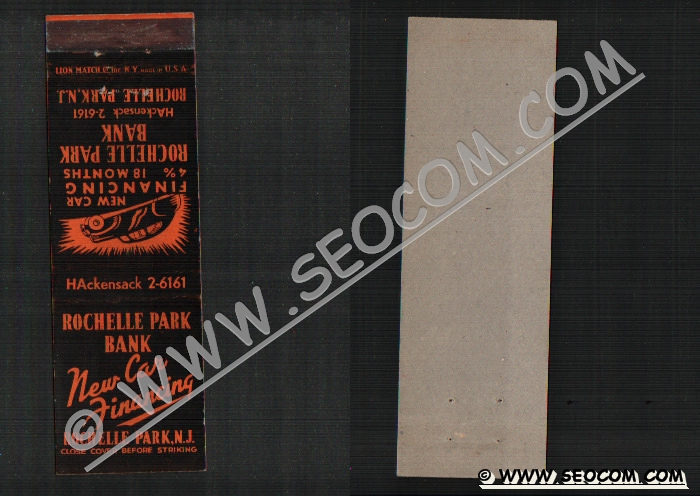 LION MATCH CO. INC. N.Y. MADE IN U.S.A.
ROCHELLE PARK, N.J.
HAckensack 2-6161
BANK
ROCHELLE PARK
4% 18 MONTHS
FINANCING
NEW CAR
HAckensack 2-6161
ROCHELLE PARK
BANK
New Car
Financing
ROCHELLE PARK, N.J.
CLOSE COVER BEFORE STRIKING
© WWW.SEOCOM.COM
© WWW.SEOCOM.COM